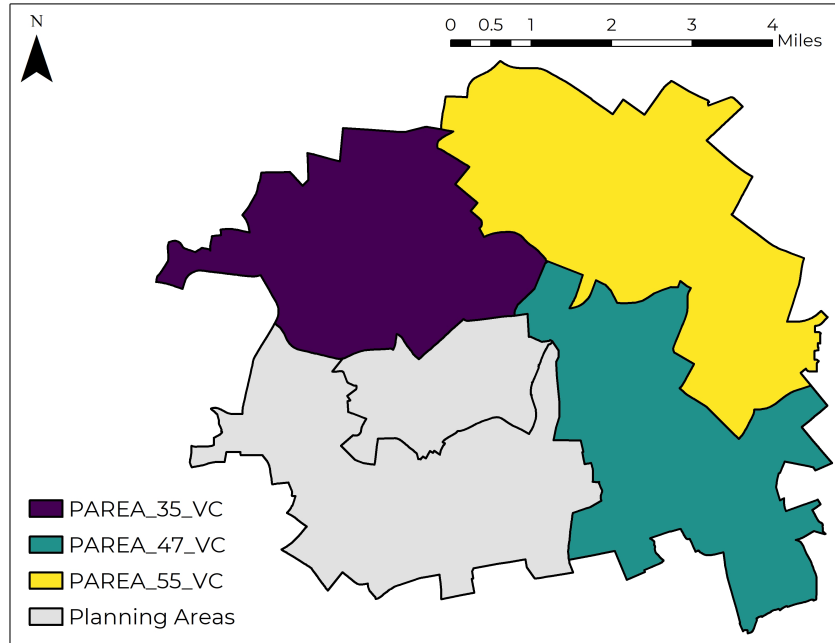 N
0 0.5 1 2 3 4
Miles
PAREA_35_VC
PAREA_47_VC
PAREA_55_VC
Planning Areas